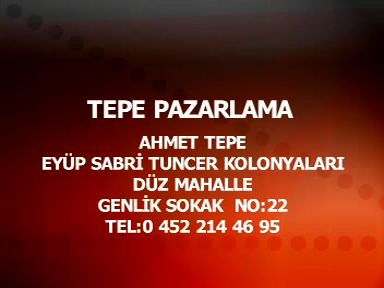 TEPE PAZARLAMA
AHMET TEPE
EYÜP SABRİ TUNCER KOLONYALARI
DÜZ MAHALLE
GENLİK SOKAK  NO:22
TEL:0 452 214 46 95